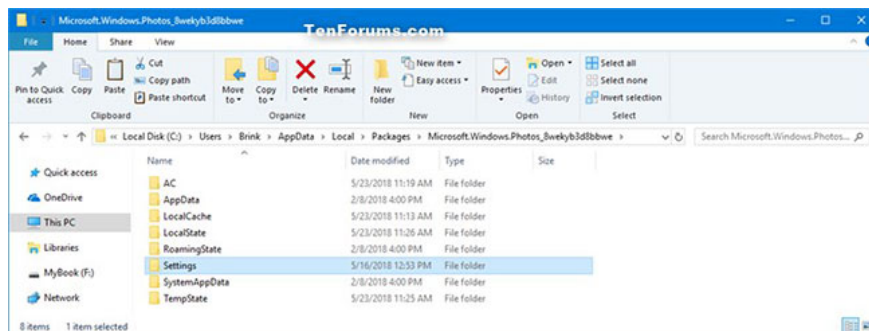 Microsoft.Windows.Photos_8wekyb3d8bbwe
TenForums.com
File Home Share View
Pin to Quick access
Copy
Paste
Cut
Copy path
Paste shortcut
Clipboard
Move to
Copy to
Delete
Rename
Organize
New folder
New item
Easy access
New
Properties
Open
Edit
History
Open
Select all
Select none
Invert selection
Select
« Local Disk (C:) › Users › Brink › AppData › Local › Packages › Microsoft.Windows.Photos_8wekyb3d8bbwe ›
Search Microsoft.Windows.Photos...
Quick access
OneDrive
This PC
Libraries
MyBook (F:)
Network
Name Date modified Type Size
AC 5/23/2018 11:19 AM File folder
AppData 2/8/2018 4:00 PM File folder
LocalCache 5/23/2018 11:13 AM File folder
LocalState 5/23/2018 11:26 AM File folder
RoamingState 2/8/2018 4:00 PM File folder
Settings 5/16/2018 12:53 PM File folder
SystemAppData 2/8/2018 4:00 PM File folder
TempState 5/23/2018 11:25 AM File folder
8 items 1 item selected